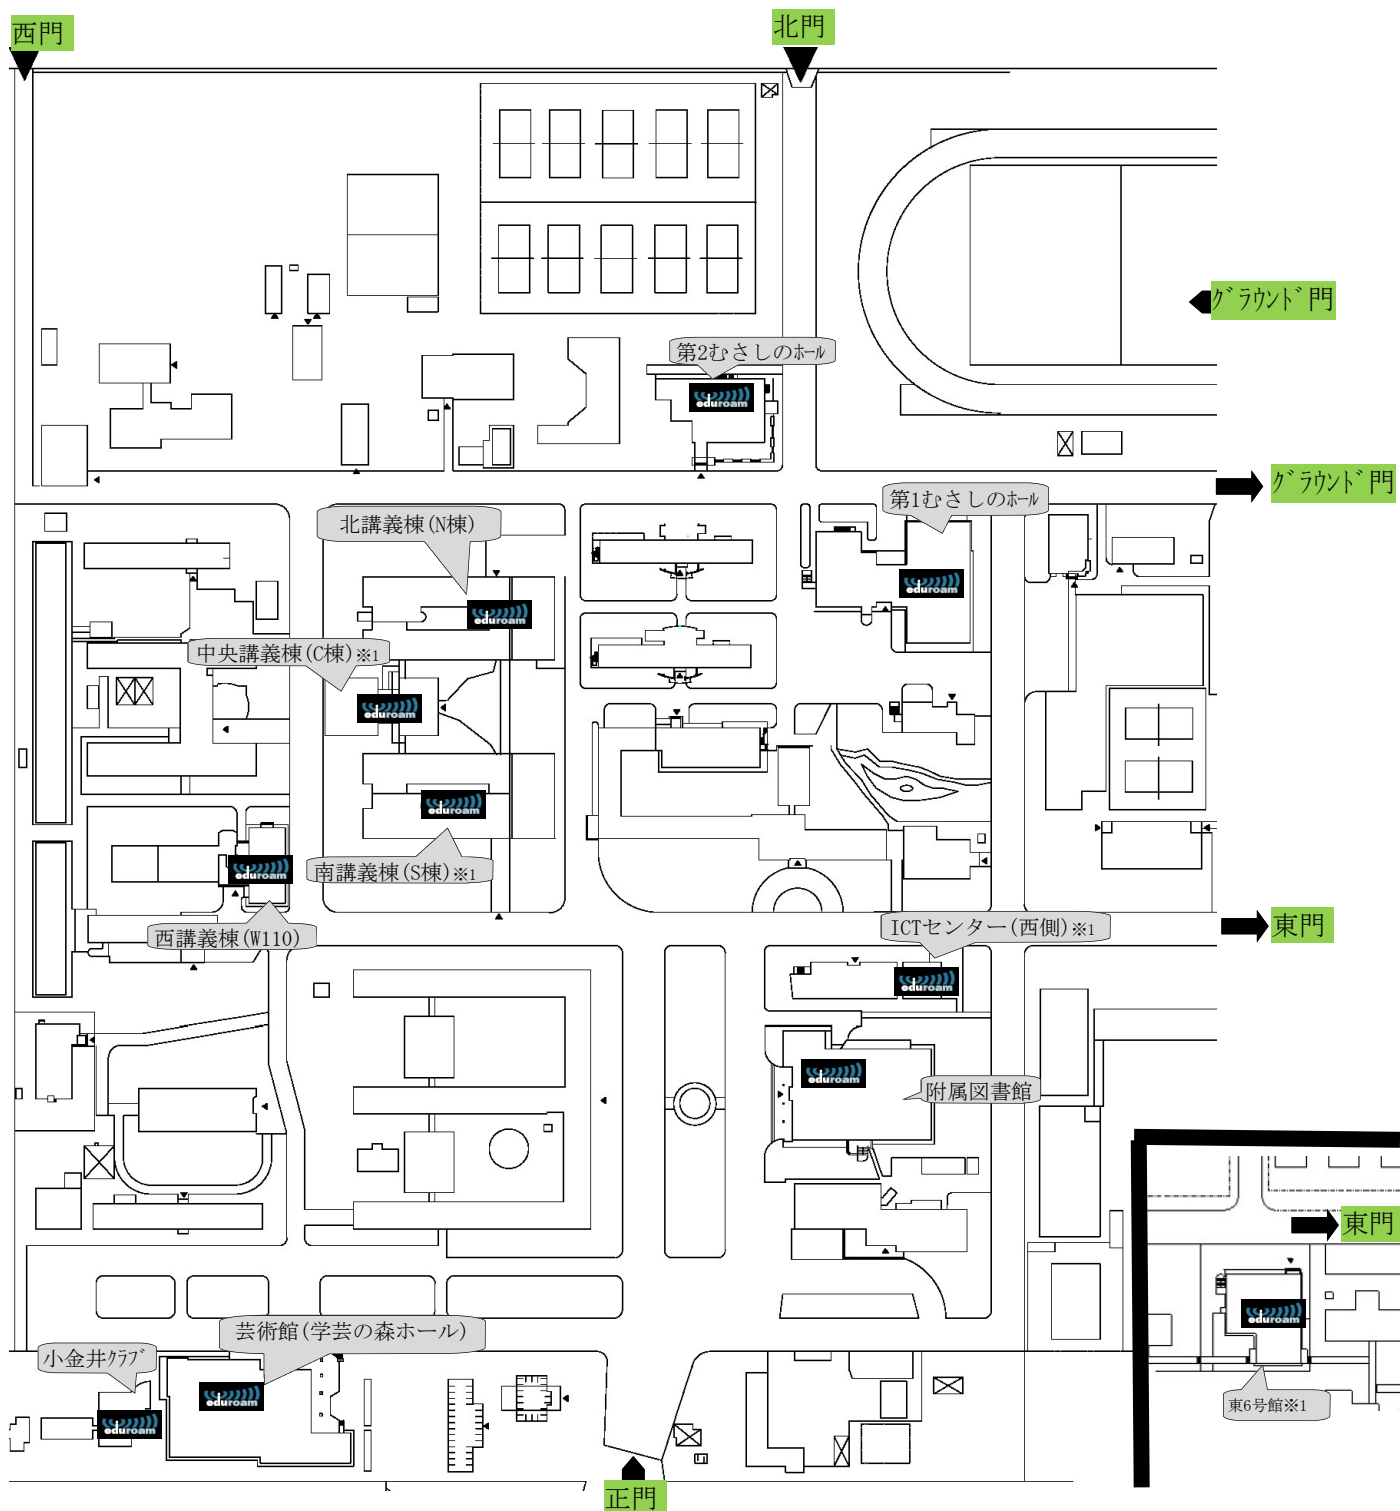 西門
北門
グラウンド門
第2むさしのホール
eduroam
グラウンド門
第1むさしのホール
北講義棟(N棟)
eduroam
eduroam
中央講義棟(C棟)※1
eduroam
eduroam
南講義棟(S棟)※1
eduroam
西講義棟(W110)
ICTセンター(西側)※1
東門
eduroam
eduroam
附属図書館
東門
eduroam
芸術館(学芸の森ホール)
小金井クラブ
eduroam
東6号館※1
eduroam
正門